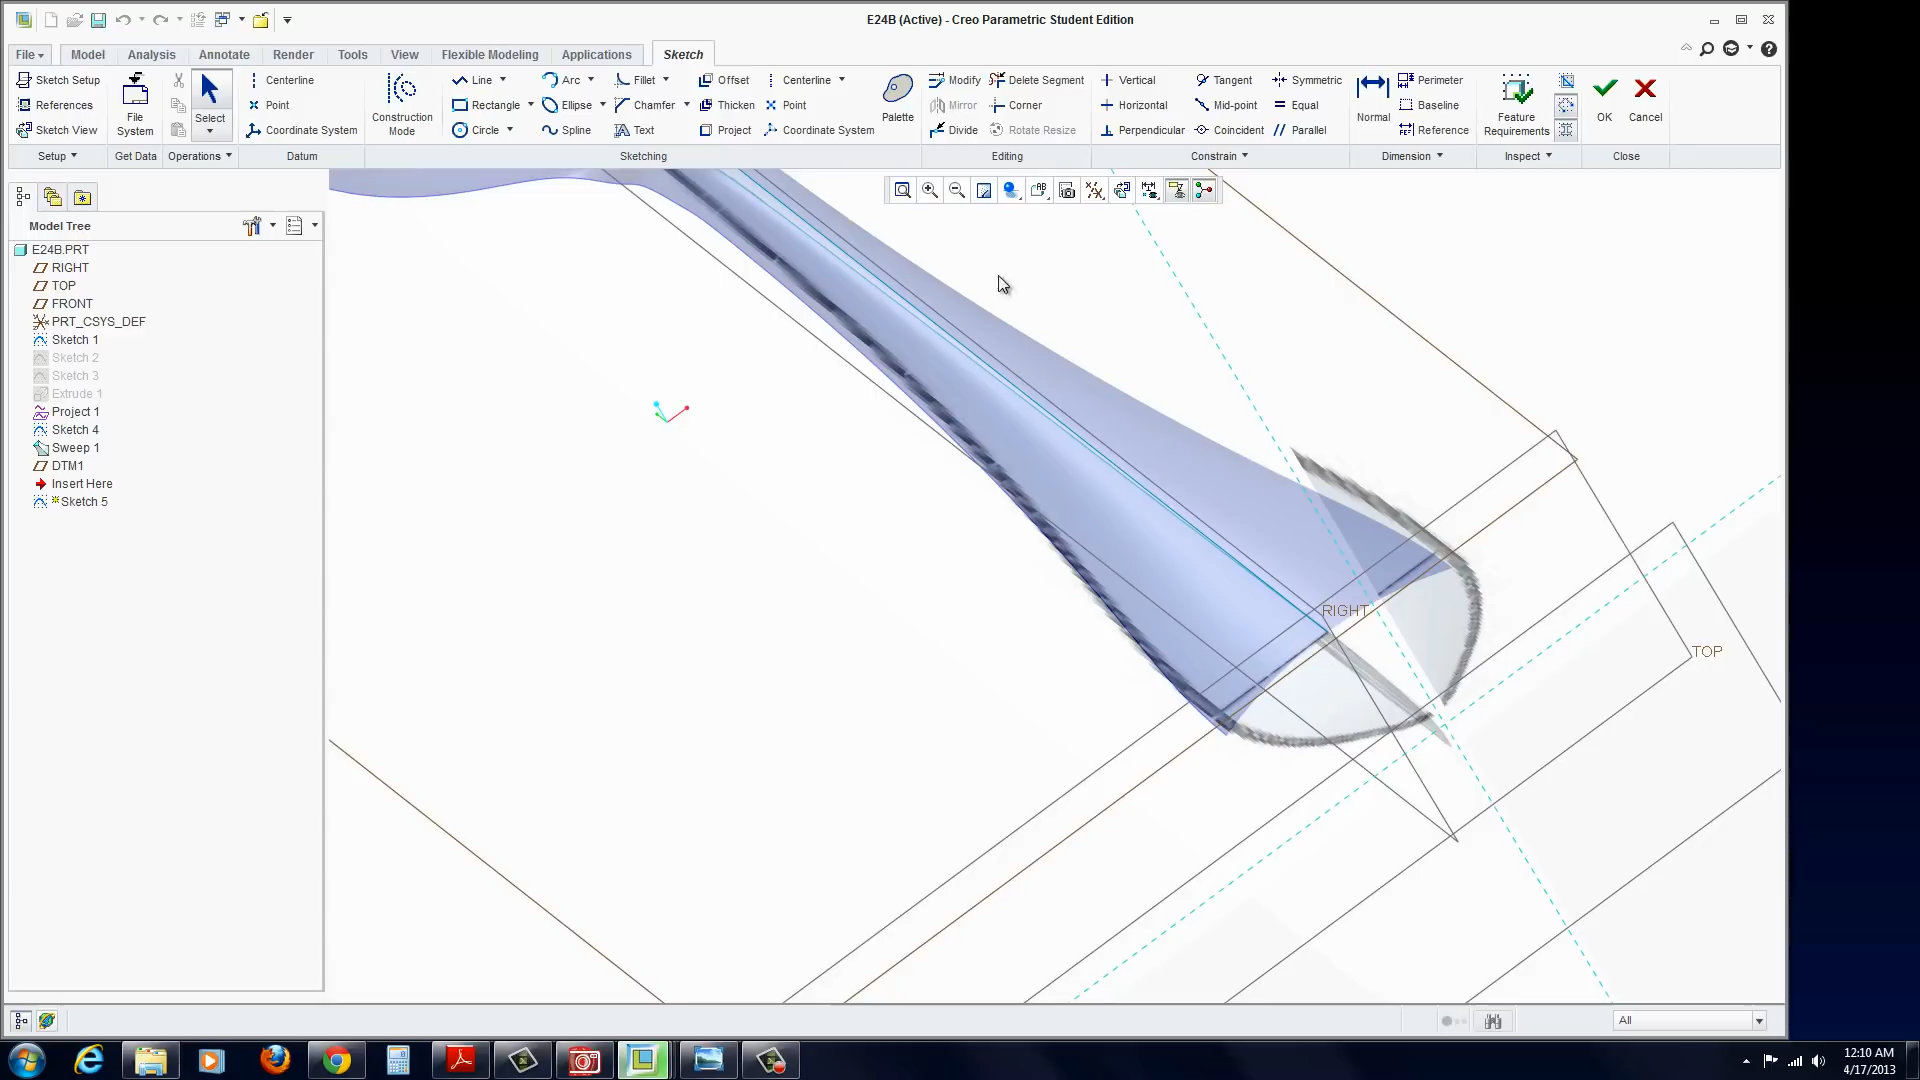 E24B (Active) - Creo Parametric Student Edition
File Model Analysis Annotate Render Tools View Flexible Modeling Applications Sketch
Sketch Setup
References
Sketch View
File System
Select
Centerline
Point
Coordinate System
Construction Mode
Line Arc Fillet Offset Centerline
Rectangle Ellipse Chamfer Thicken Point
Circle Spline Text Project Coordinate System
Palette
Modify Delete Segment
Mirror Corner
Divide Rotate Resize
Vertical Tangent Symmetric
Horizontal Mid-point Equal
Perpendicular Coincident Parallel
Normal
Perimeter
Baseline
Reference
Feature Requirements
OK
Cancel
Setup Get Data Operations Datum Sketching Editing Constrain Dimension Inspect Close
Model Tree
E24B.PRT
RIGHT
TOP
FRONT
PRT_CSYS_DEF
Sketch 1
Sketch 2
Sketch 3
Extrude 1
Project 1
Sketch 4
Sweep 1
DTM1
Insert Here
Sketch 5
RIGHT
TOP
All
12:10 AM
4/17/2013